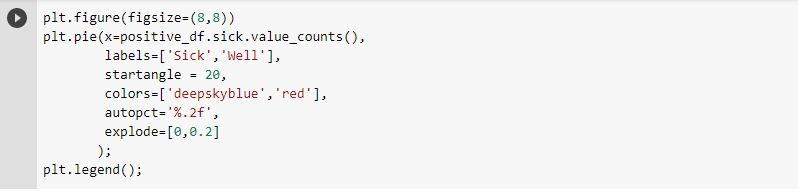 plt.figure(figsize=(8,8))
plt.pie(x=positive_df.sick.value_counts(),
        labels=['Sick','Well'],
        startangle = 20,
        colors=['deepskyblue','red'],
        autopct='%.2f',
        explode=[0,0.2]
       );
plt.legend();